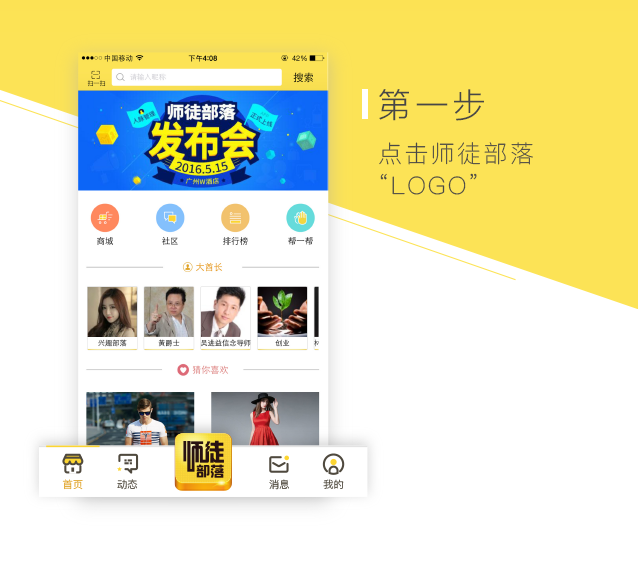 中国移动
下午4:08
42%
扫一扫
请输入昵称
搜索
师徒部落
人脉管理
正式上线
发布会
2016.5.15
广州W酒店
商城
社区
排行榜
帮一帮
大首长
兴趣部落
黄爵士
吴进益信念导师
创业
猜你喜欢
首页
动态
师徒
部落
消息
我的
第一步
点击师徒部落
“LOGO”